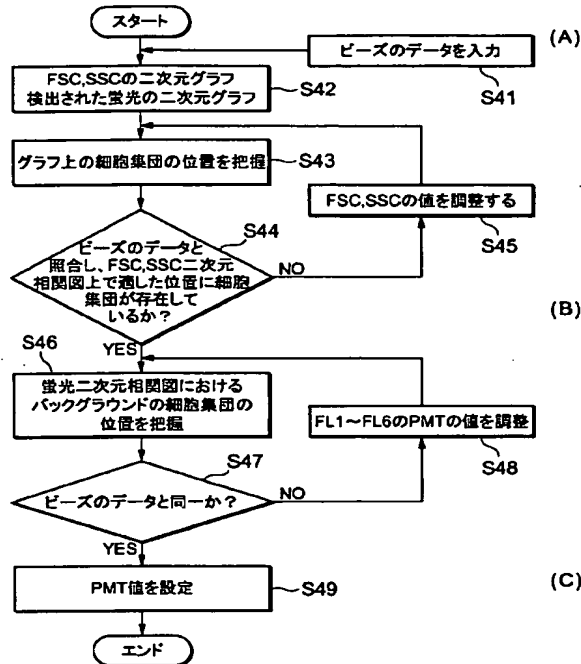 スタート
(A)
ビーズのデータを入力
S41
FSC,SSCの二次元グラフ
検出された蛍光の二次元グラフ
S42
グラフ上の細胞集団の位置を把握
S43
FSC,SSCの値を調整する
S45
S44
ビーズのデータと
照合し、FSC,SSC二次元
相関図上で適した位置に細胞
集団が存在して
いるか？
NO
(B)
YES
S46
蛍光二次元相関図における
バックグラウンドの細胞集団の
位置を把握
FL1～FL6のPMTの値を調整
S48
S47
ビーズのデータと同一か？
NO
YES
PMT値を設定
S49
(C)
エンド